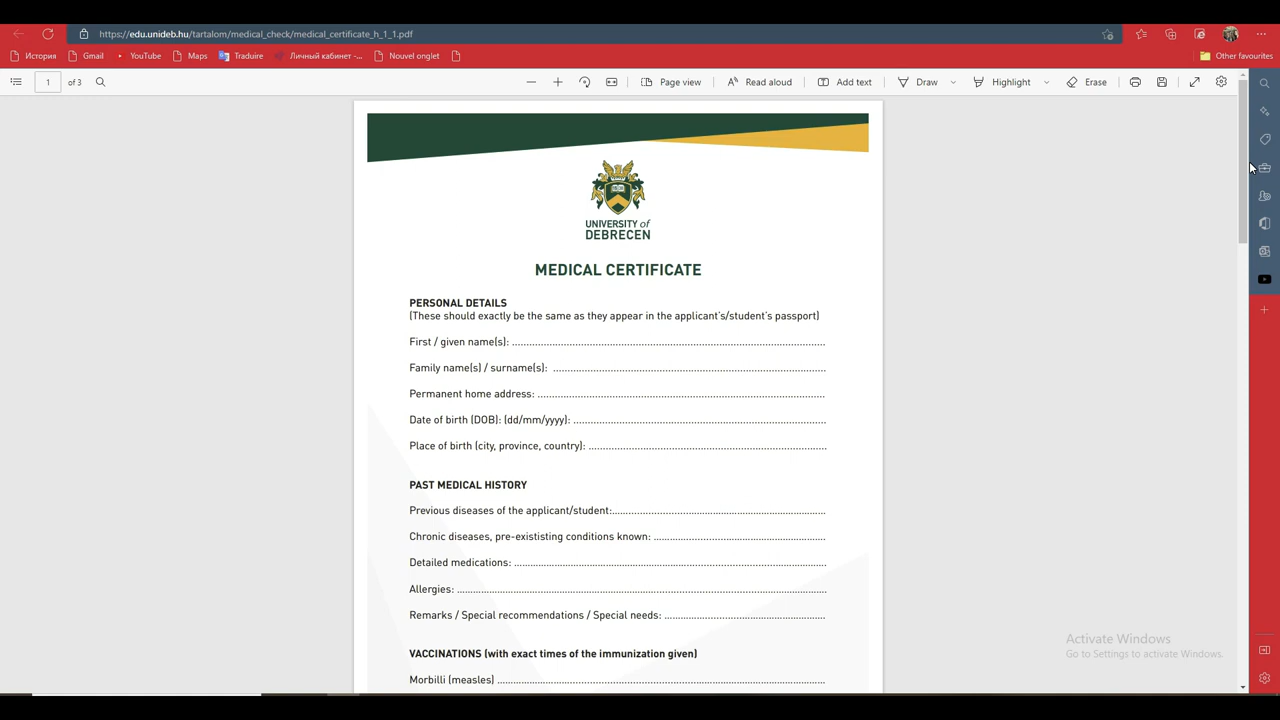 https://edu.unideb.hu/tartalom/medical_check/medical_certificate_h_1_1.pdf
История Gmail YouTube Maps Traduire Личный кабинет -... Nouvel onglet Other favourites
1 of 3 Page view Read aloud Add text Draw Highlight Erase
UNIVERSITY of
DEBRECEN
MEDICAL CERTIFICATE
PERSONAL DETAILS
(These should exactly be the same as they appear in the applicant's/student's passport)
First / given name(s): ............................................................
Family name(s) / surname(s): ............................................................
Permanent home address: ............................................................
Date of birth (DOB): (dd/mm/yyyy): ............................................................
Place of birth (city, province, country): ............................................................
PAST MEDICAL HISTORY
Previous diseases of the applicant/student:............................................................
Chronic diseases, pre-exististing conditions known: ............................................................
Detailed medications: ............................................................
Allergies: ............................................................
Remarks / Special recommendations / Special needs: ............................................................
Activate Windows
Go to Settings to activate Windows.
VACCINATIONS (with exact times of the immunization given)
Morbilli (measles) ............................................................